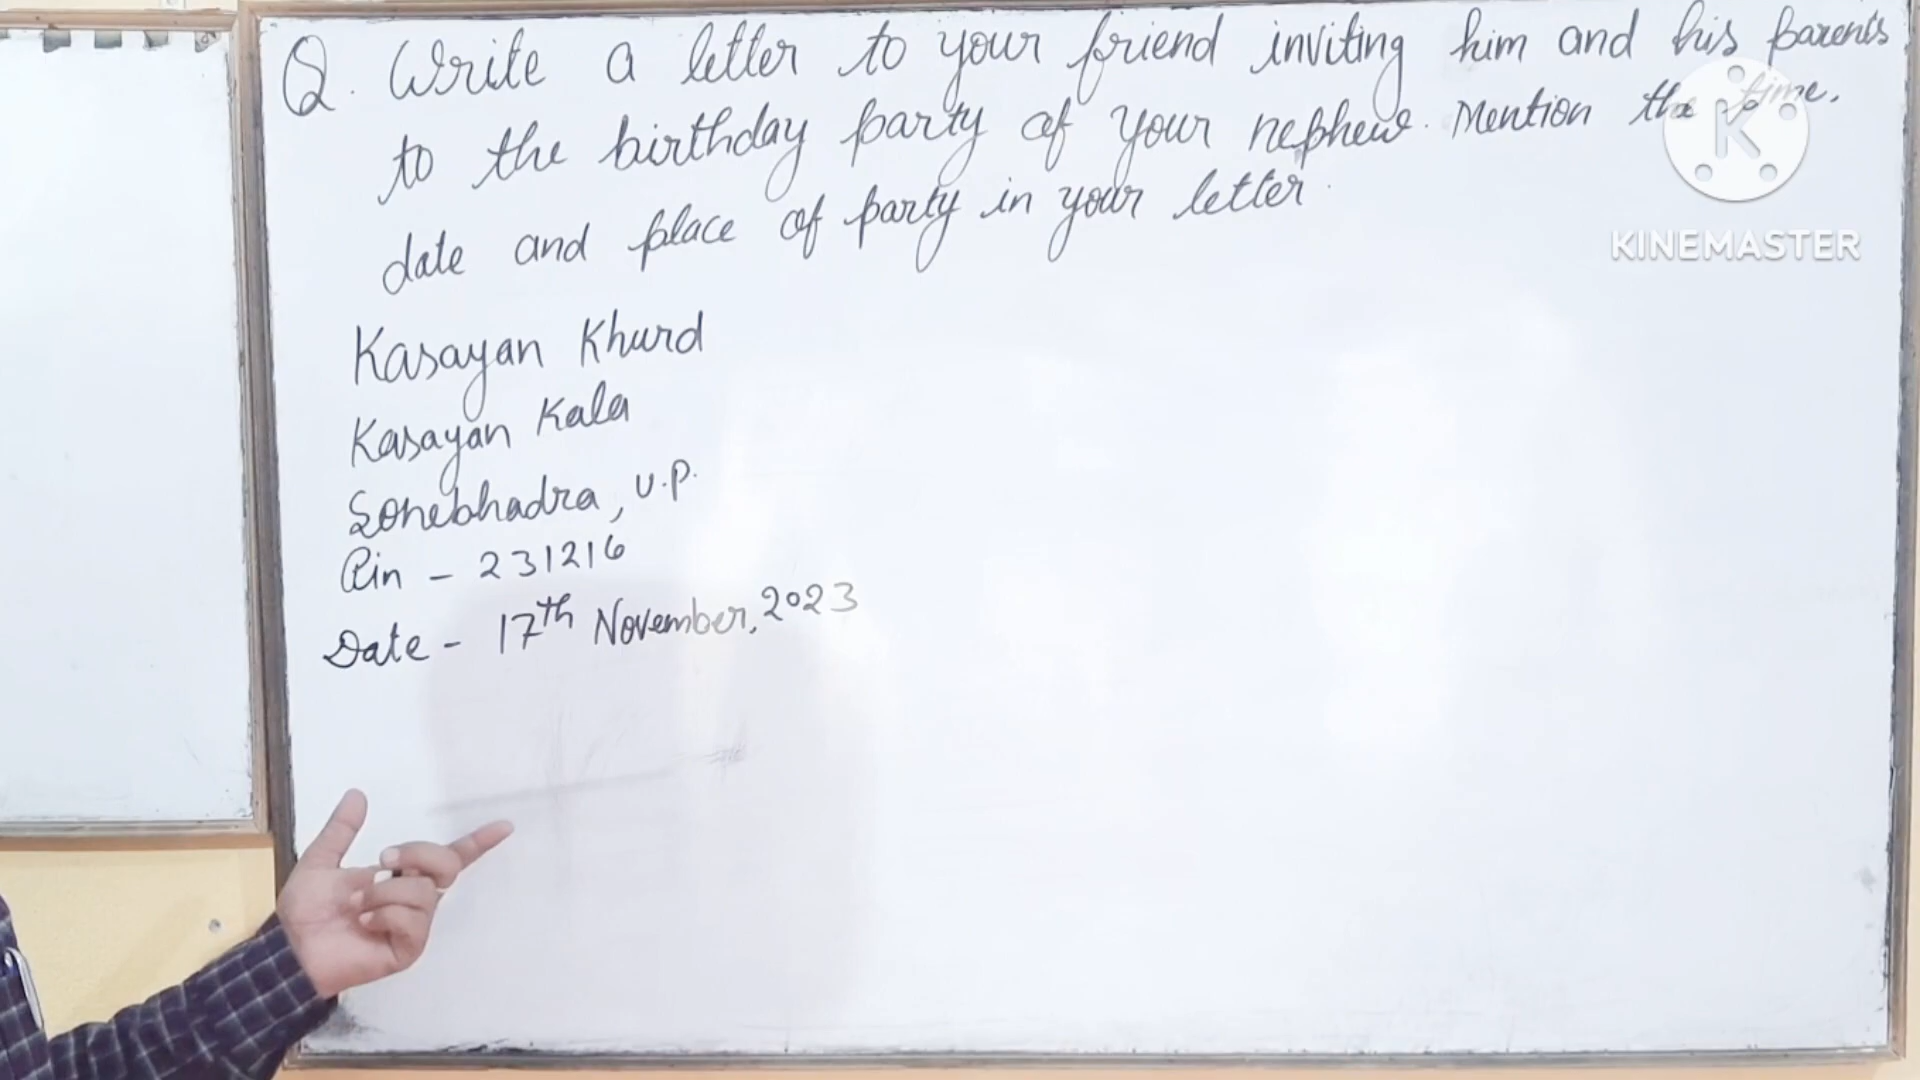 Q. Write a letter to your friend inviting him and his parents
to the birthday party of your nephew. Mention the time,
date and place of party in your letter.
Kasayan Khurd
Kasayan Kala
Sonebhadra, U.P.
Pin - 231216
Date - 17th November, 2023
K
KINEMASTER